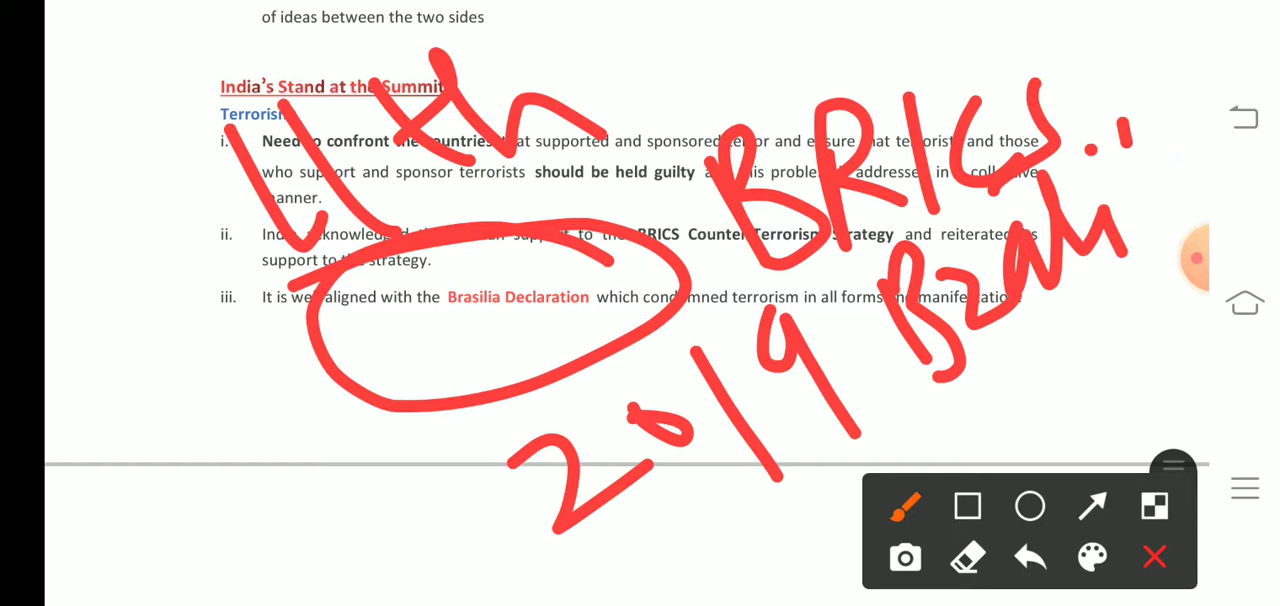 of ideas between the two sides
India's Stand at the Summit
Terrorism
i. Need to confront the countries that supported and sponsored terror and ensure that terrorists and those
who support and sponsor terrorists should be held guilty and this problem is addressed in a collective
manner.
ii. India acknowledged the support to the BRICS Counter Terrorism Strategy and reiterated its
support to the strategy.
iii. It is well aligned with the Brasilia Declaration which condemned terrorism in all forms and manifestations.
11th BRICS..
2019